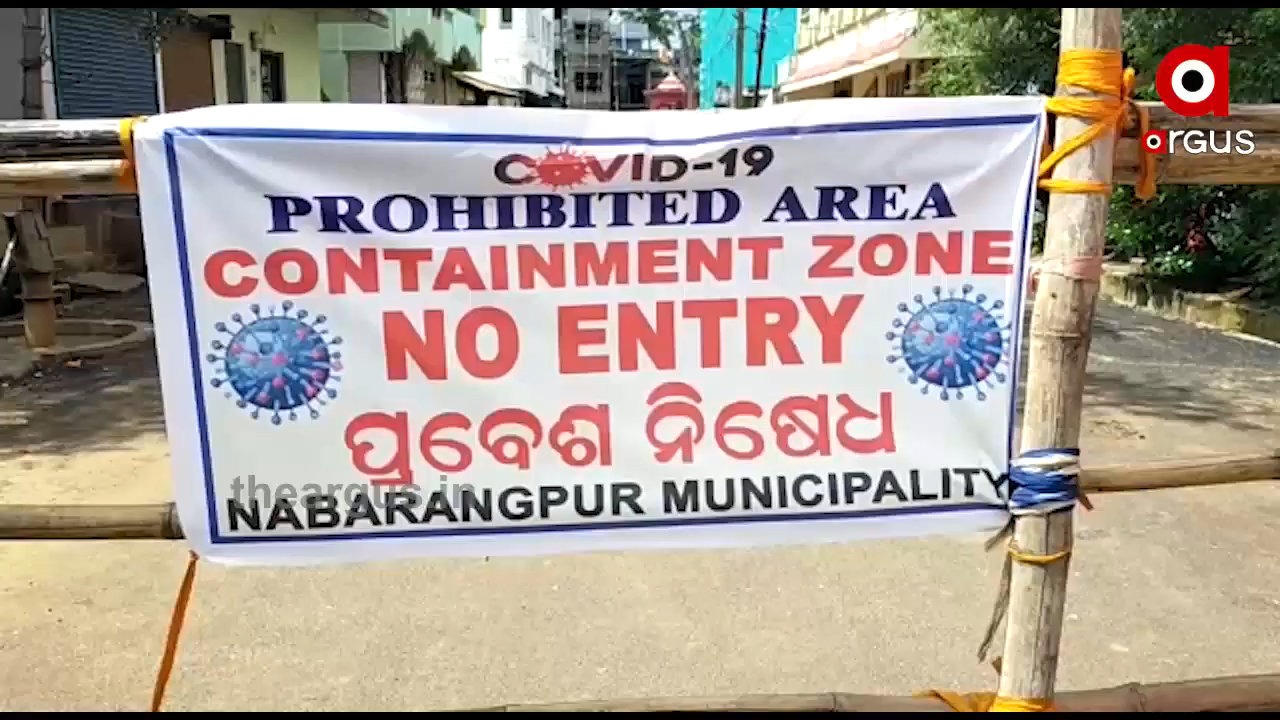 argus
COVID-19
PROHIBITED AREA
CONTAINMENT ZONE
NO ENTRY
ପ୍ରବେଶ ନିଷେଧ
theargus.in
NABARANGPUR MUNICIPALITY